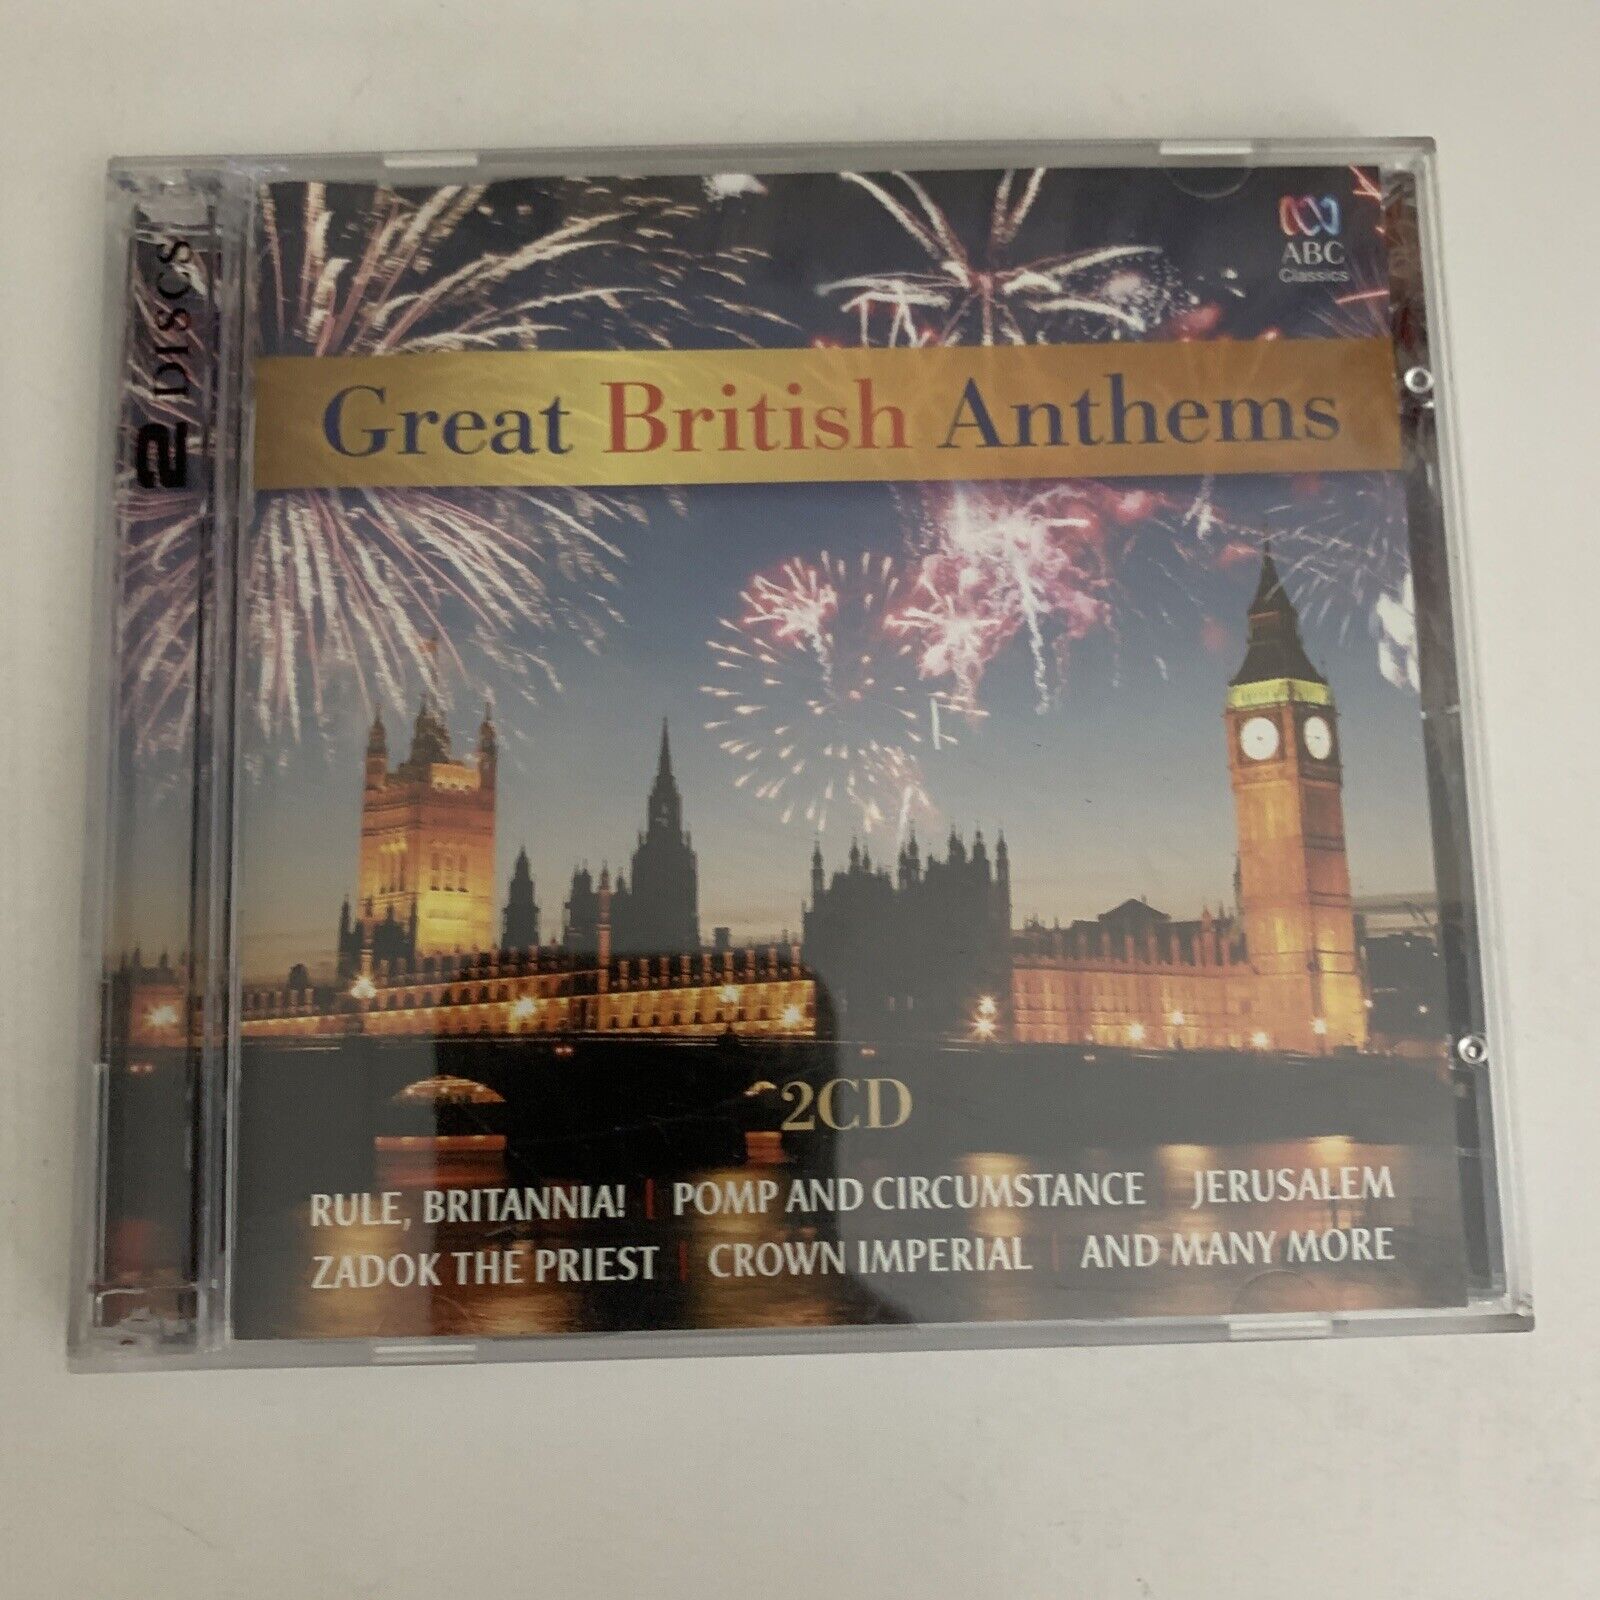 2 DISCS
ABC
Classics
Great British Anthems
2CD
RULE, BRITANNIA! | POMP AND CIRCUMSTANCE JERUSALEM
ZADOK THE PRIEST | CROWN IMPERIAL | AND MANY MORE